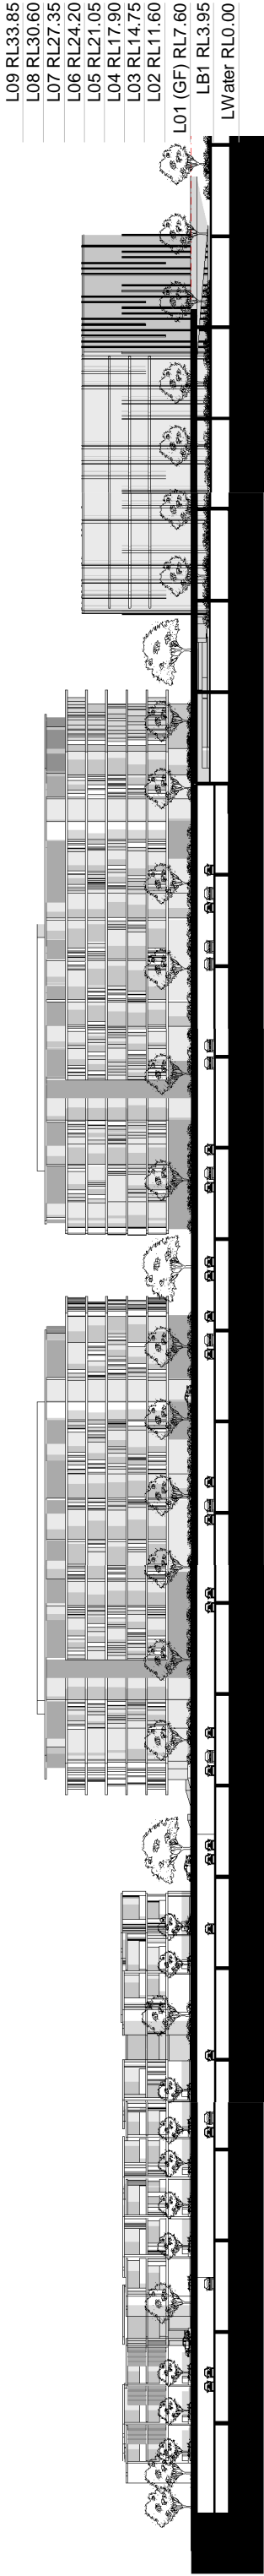 L09 RL33.85
L08 RL30.60
L07 RL27.35
L06 RL24.20
L05 RL21.05
L04 RL17.90
L03 RL14.75
L02 RL11.60
L01 (GF) RL7.60
LB1 RL3.95
LWater RL0.00